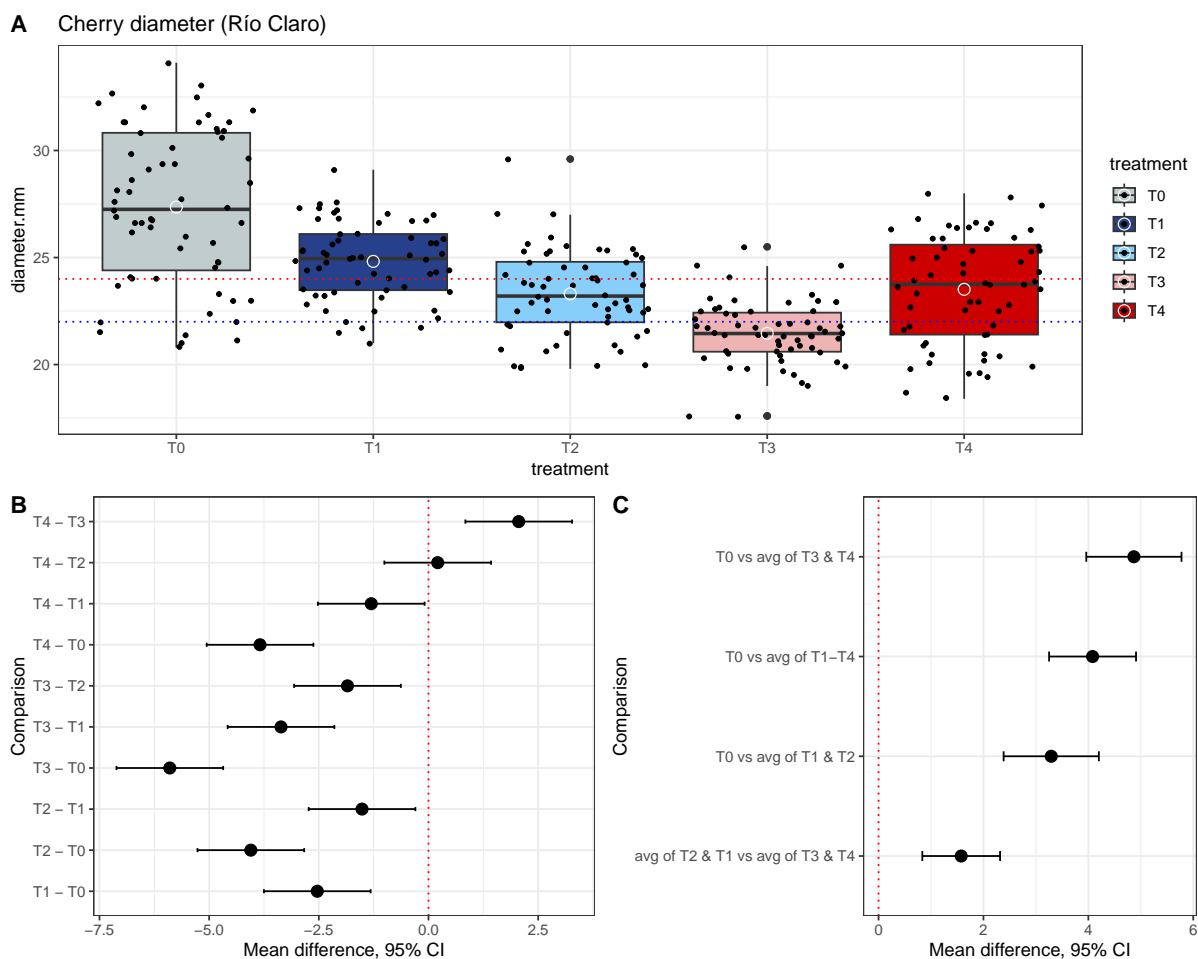 A Cherry diameter (Río Claro)
diameter.mm
30
25
20
T0 T1 T2 T3 T4
treatment
treatment
T0
T1
T2
T3
T4
B
Comparison
T4 − T3
T4 − T2
T4 − T1
T4 − T0
T3 − T2
T3 − T1
T3 − T0
T2 − T1
T2 − T0
T1 − T0
−7.5 −5.0 −2.5 0.0 2.5
Mean difference, 95% CI
C
Comparison
T0 vs avg of T3 & T4
T0 vs avg of T1−T4
T0 vs avg of T1 & T2
avg of T2 & T1 vs avg of T3 & T4
0 2 4 6
Mean difference, 95% CI